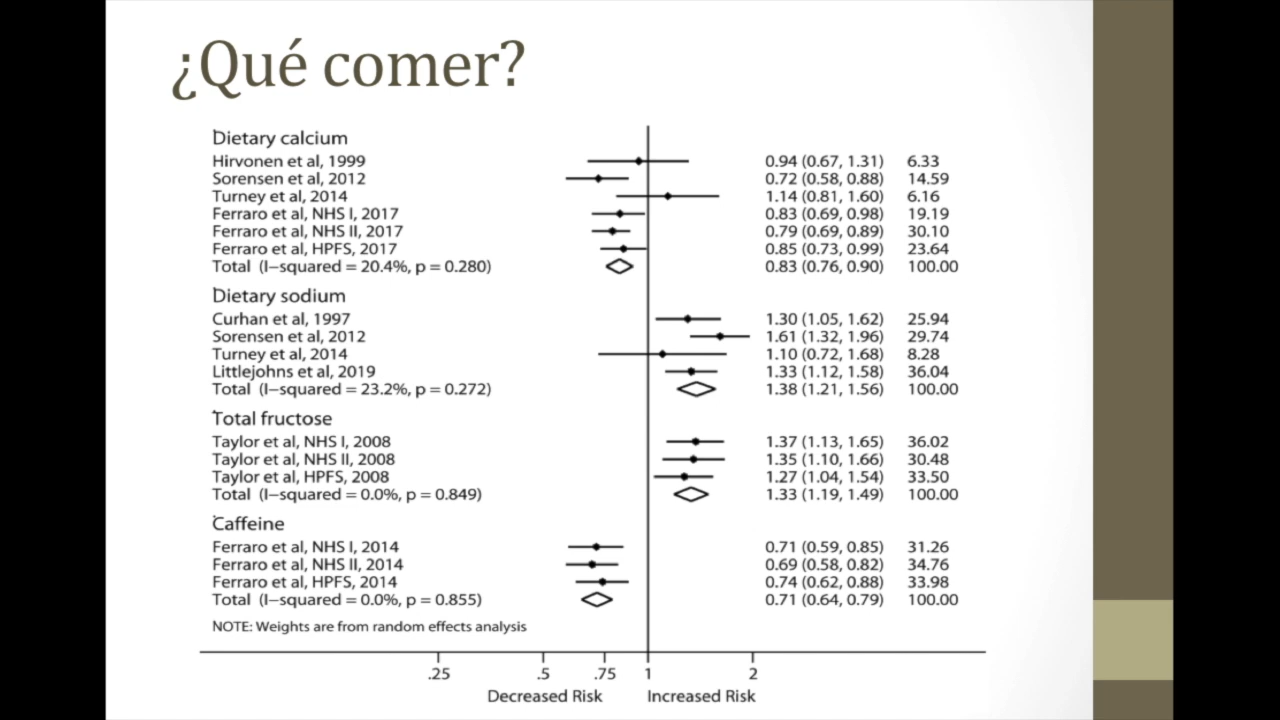 ¿Qué comer?
Dietary calcium
Hirvonen et al, 1999 0.94 (0.67, 1.31) 6.33
Sorensen et al, 2012 0.72 (0.58, 0.88) 14.59
Turney et al, 2014 1.14 (0.81, 1.60) 6.16
Ferraro et al, NHS I, 2017 0.83 (0.69, 0.98) 19.19
Ferraro et al, NHS II, 2017 0.79 (0.69, 0.89) 30.10
Ferraro et al, HPFS, 2017 0.85 (0.73, 0.99) 23.64
Total (I−squared = 20.4%, p = 0.280) 0.83 (0.76, 0.90) 100.00
Dietary sodium
Curhan et al, 1997 1.30 (1.05, 1.62) 25.94
Sorensen et al, 2012 1.61 (1.32, 1.96) 29.74
Turney et al, 2014 1.10 (0.72, 1.68) 8.28
Littlejohns et al, 2019 1.33 (1.12, 1.58) 36.04
Total (I−squared = 23.2%, p = 0.272) 1.38 (1.21, 1.56) 100.00
Total fructose
Taylor et al, NHS I, 2008 1.37 (1.13, 1.65) 36.02
Taylor et al, NHS II, 2008 1.35 (1.10, 1.66) 30.48
Taylor et al, HPFS, 2008 1.27 (1.04, 1.54) 33.50
Total (I−squared = 0.0%, p = 0.849) 1.33 (1.19, 1.49) 100.00
Caffeine
Ferraro et al, NHS I, 2014 0.71 (0.59, 0.85) 31.26
Ferraro et al, NHS II, 2014 0.69 (0.58, 0.82) 34.76
Ferraro et al, HPFS, 2014 0.74 (0.62, 0.88) 33.98
Total (I−squared = 0.0%, p = 0.855) 0.71 (0.64, 0.79) 100.00
NOTE: Weights are from random effects analysis
.25 .5 .75 1 2
Decreased Risk Increased Risk